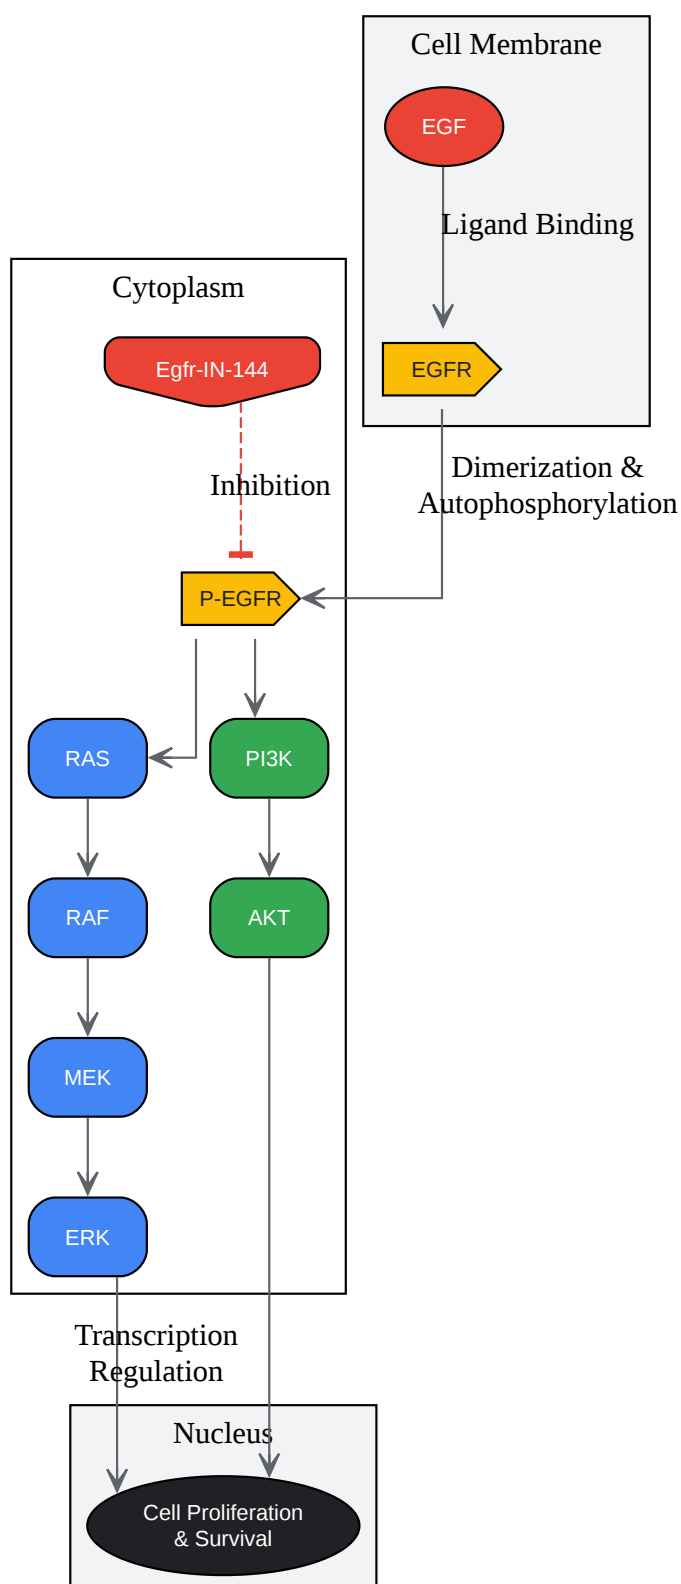 Cell Membrane
EGF
Ligand Binding
EGFR
Dimerization &
Autophosphorylation
Cytoplasm
Egfr-IN-144
Inhibition
P-EGFR
RAS
PI3K
RAF
AKT
MEK
ERK
Transcription
Regulation
Nucleus
Cell Proliferation
& Survival